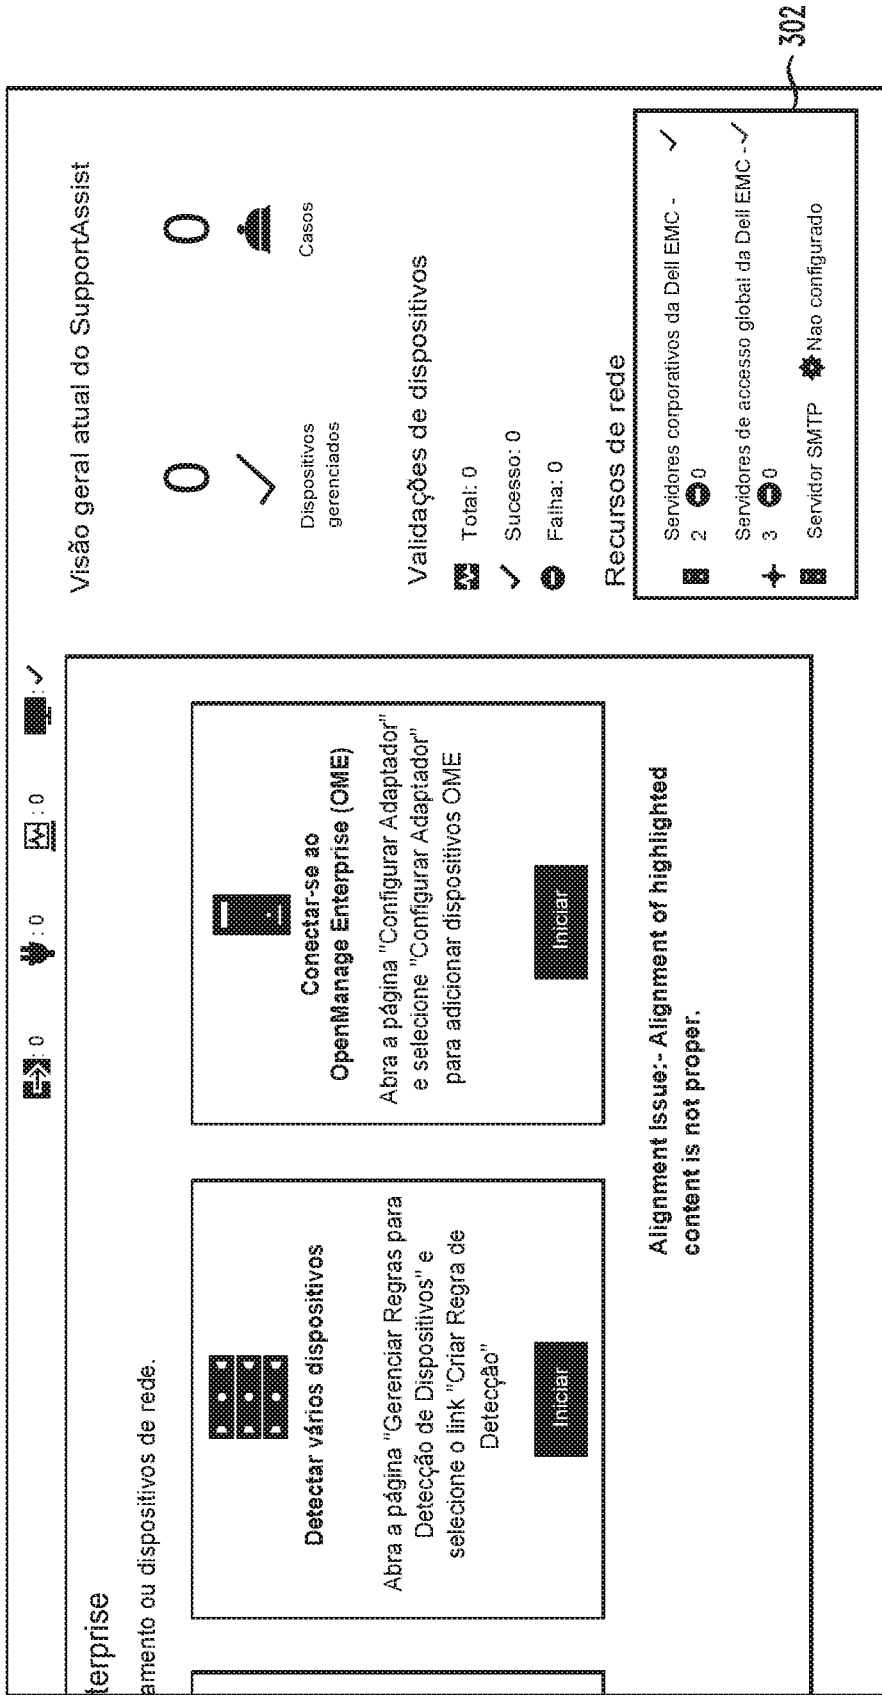 : 0
: 0
: 0
:
terprise
amento ou dispositivos de rede.
Detectar vários dispositivos
Abra a página "Gerenciar Regras para
Detecção de Dispositivos" e
selecione o link "Criar Regra de
Detecção"
Iniciar
Conectar-se ao
OpenManage Enterprise (OME)
Abra a página "Configurar Adaptador"
e selecione "Configurar Adaptador"
para adicionar dispositivos OME
Iniciar
Alignment Issue:- Alignment of highlighted
content is not proper.
Visão geral atual do SupportAssist
0
Dispositivos
gerenciados
0
Casos
Validações de dispositivos
Total: 0
Sucesso: 0
Falha: 0
Recursos de rede
Servidores corporativos da Dell EMC -
2 0
Servidores de accesso global da Dell EMC -
3 0
Servidor SMTP Nao configurado
302